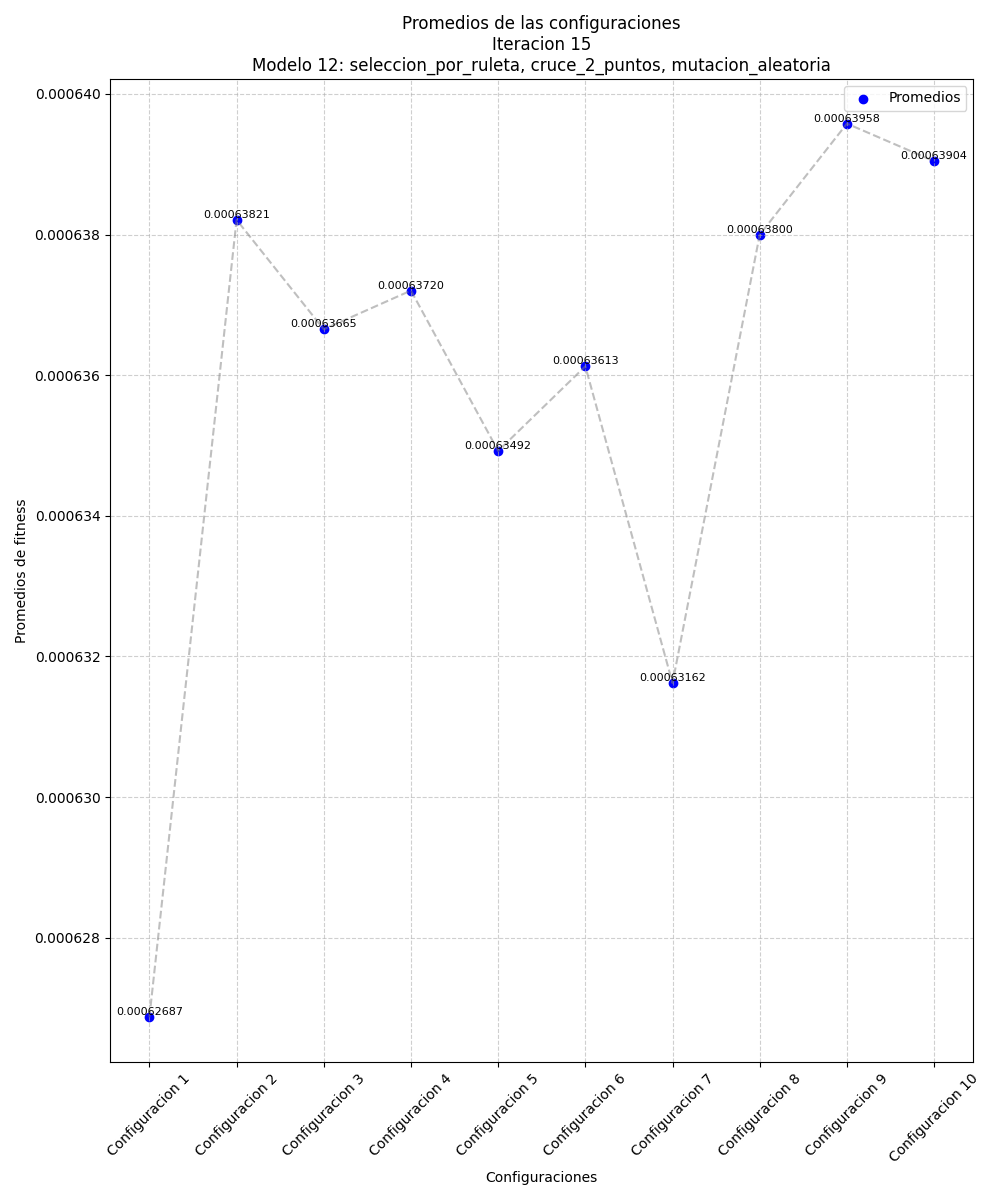 Promedios de las configuraciones
Iteracion 15
Modelo 12: seleccion_por_ruleta, cruce_2_puntos, mutacion_aleatoria
Promedios
0.000640
0.000638
0.000636
0.000634
0.000632
0.000630
0.000628
Promedios de fitness
0.00062687
0.00063821
0.00063665
0.00063720
0.00063492
0.00063613
0.00063162
0.00063800
0.00063958
0.00063904
Configuracion 1
Configuracion 2
Configuracion 3
Configuracion 4
Configuracion 5
Configuracion 6
Configuracion 7
Configuracion 8
Configuracion 9
Configuracion 10
Configuraciones